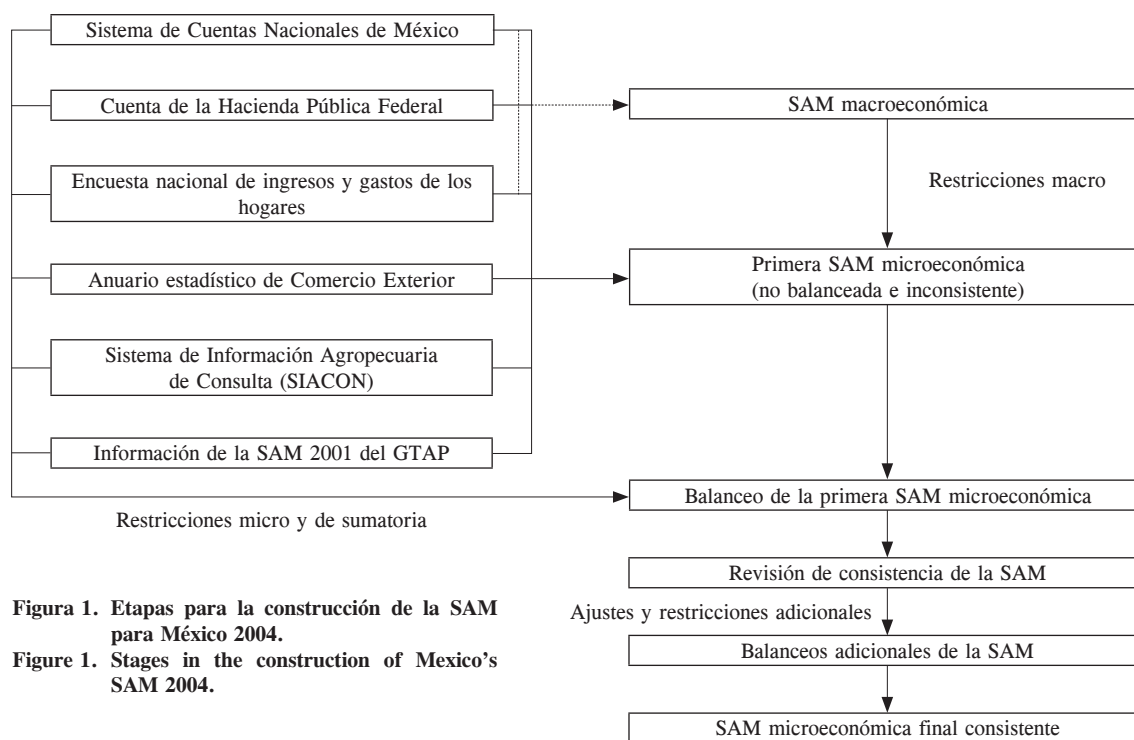 Sistema de Cuentas Nacionales de México
Cuenta de la Hacienda Pública Federal
Encuesta nacional de ingresos y gastos de los
hogares
Anuario estadístico de Comercio Exterior
Sistema de Información Agropecuaria
de Consulta (SIACON)
Información de la SAM 2001 del GTAP
Restricciones micro y de sumatoria
SAM macroeconómica
Restricciones macro
Primera SAM microeconómica
(no balanceada e inconsistente)
Balanceo de la primera SAM microeconómica
Revisión de consistencia de la SAM
Ajustes y restricciones adicionales
Balanceos adicionales de la SAM
SAM microeconómica final consistente
Figura 1. Etapas para la construcción de la SAM
para México 2004.
Figure 1. Stages in the construction of Mexico's
SAM 2004.